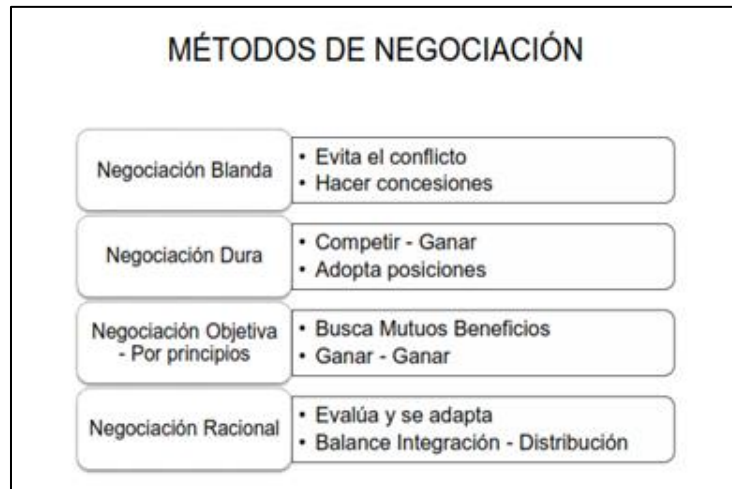 MÉTODOS DE NEGOCIACIÓN
Negociación Blanda
• Evita el conflicto
• Hacer concesiones
Negociación Dura
• Competir - Ganar
• Adopta posiciones
Negociación Objetiva
- Por principios
• Busca Mutuos Beneficios
• Ganar - Ganar
Negociación Racional
• Evalúa y se adapta
• Balance Integración - Distribución